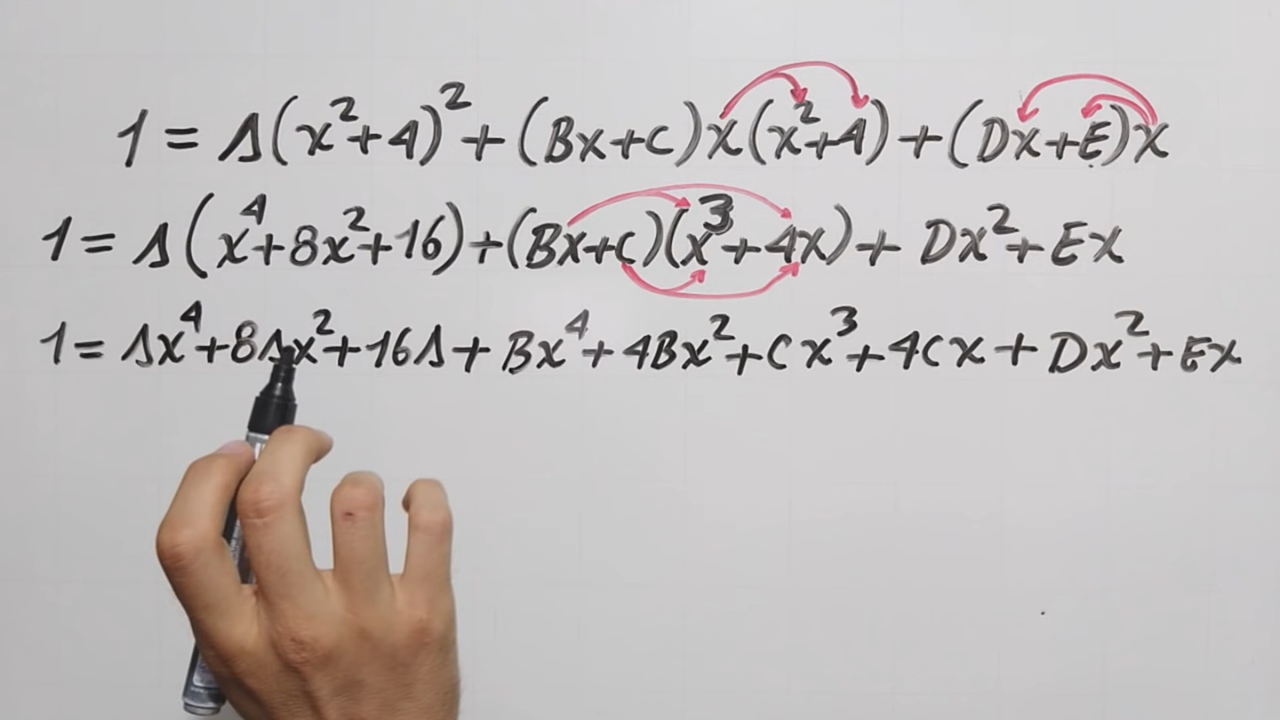 1 = A(x²+4)² + (Bx+C)x(x²+4) + (Dx+E)x
1 = A(x⁴+8x²+16) + (Bx+C)(x³+4x) + Dx² + Ex
1 = Ax⁴+8Ax²+16A + Bx⁴+4Bx²+Cx³+4Cx + Dx²+Ex